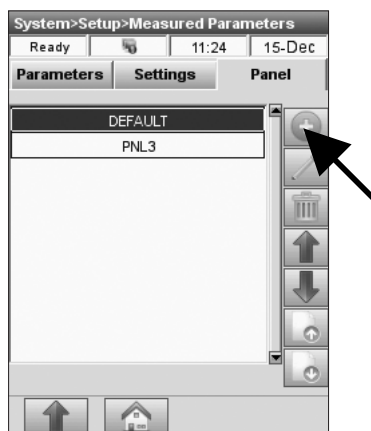 System>Setup>Measured Parameters
Ready 11:24 15-Dec
Parameters Settings Panel
DEFAULT
PNL3